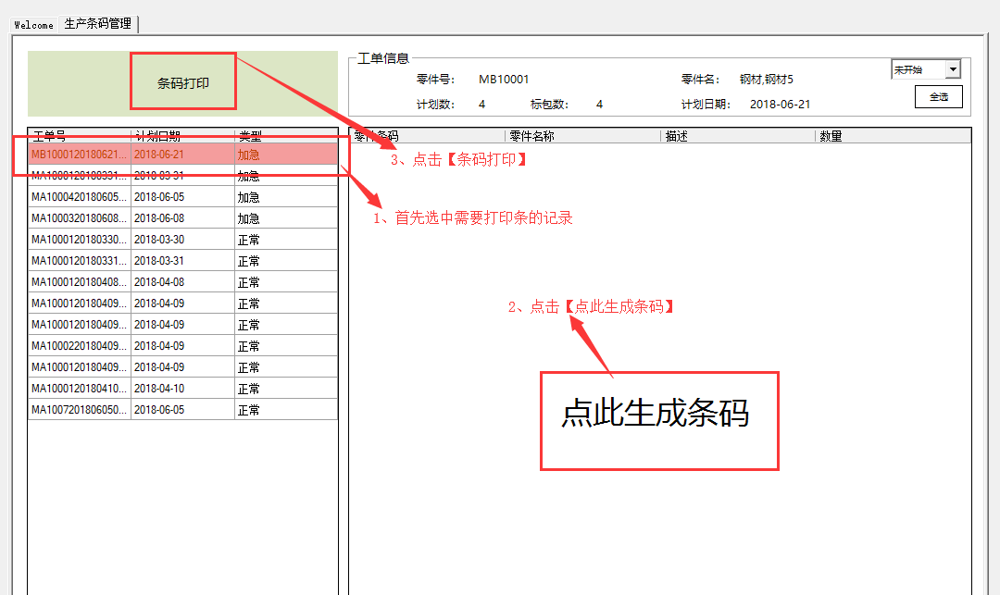 Welcome 生产条码管理
条码打印
工单信息
零件号： MB10001 零件名： 钢材,钢材5 未开始
计划数： 4 标包数： 4 计划日期： 2018-06-21 全选
工单号 计划日期 类型
MB1000120180621... 2018-06-21 加急
MA1000120180331... 2018-03-31 加急
MA1000420180605... 2018-06-05 加急
MA1000320180608... 2018-06-08 加急
MA1000120180330... 2018-03-30 正常
MA1000120180331... 2018-03-31 正常
MA1000120180408... 2018-04-08 正常
MA1000120180409... 2018-04-09 正常
MA1000120180409... 2018-04-09 正常
MA1000220180409... 2018-04-09 正常
MA1000120180409... 2018-04-09 正常
MA1000120180410... 2018-04-10 正常
MA1007201806050... 2018-06-05 正常
零件条码 零件名称 描述 数量
3、点击【条码打印】
1、首先选中需要打印条的记录
2、点击【点此生成条码】
点此生成条码